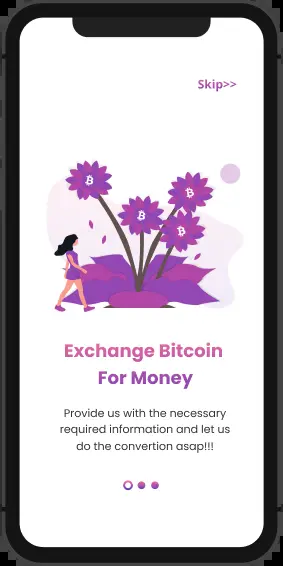 Skip>>
Exchange Bitcoin
For Money
Provide us with the necessary
required information and let us
do the convertion asap!!!